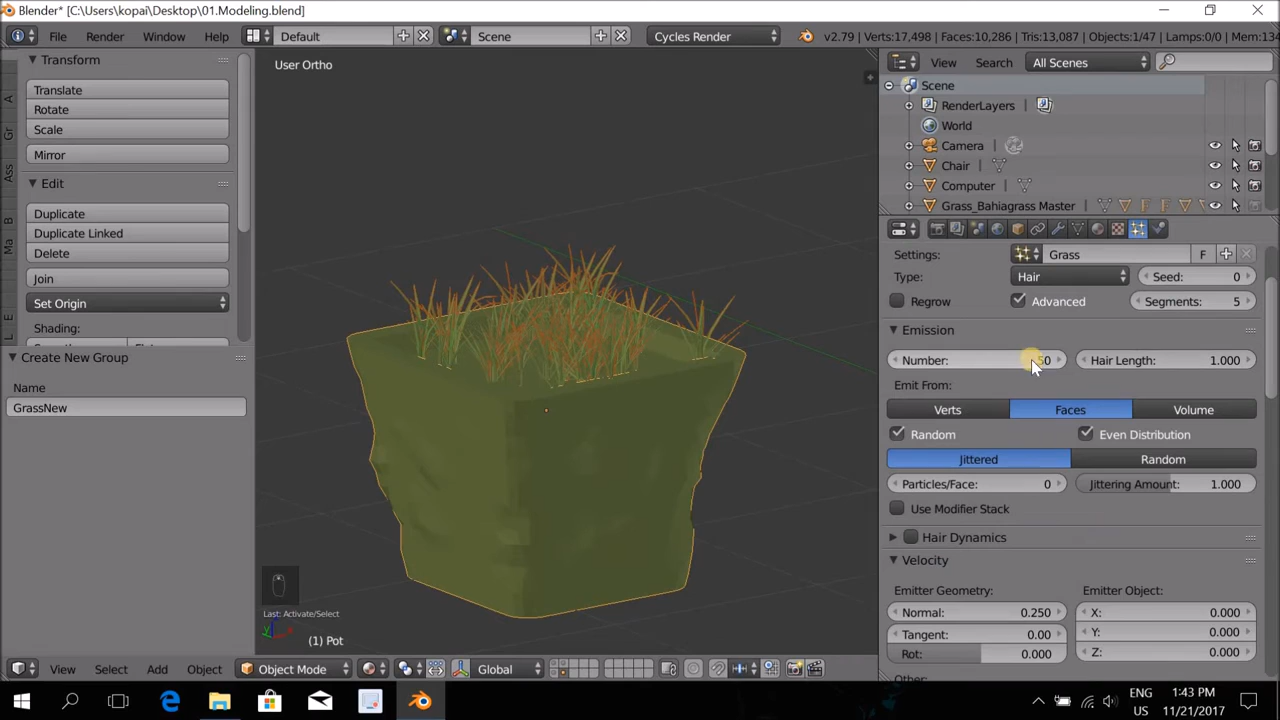 Blender* [C:\Users\kopai\Desktop\01.Modeling.blend]
File Render Window Help Default Scene Cycles Render v2.79 | Verts:17,498 | Faces:10,286 | Tris:13,087 | Objects:1/47 | Lamps:0/0 | Mem:134
Transform
Translate
Rotate
Scale
Mirror
Edit
Duplicate
Duplicate Linked
Delete
Join
Set Origin
Shading:
Create New Group
Name
GrassNew
A
Gr
Ass
B
Ma
E
L
User Ortho
Last: Activate/Select
(1) Pot
View Select Add Object Object Mode Global
View Search All Scenes
Scene
RenderLayers
World
Camera
Chair
Computer
Grass_Bahiagrass Master
Settings: Grass F
Type: Hair Seed: 0
Regrow Advanced Segments: 5
Emission
Number: 50 Hair Length: 1.000
Emit From:
Verts Faces Volume
Random Even Distribution
Jittered Random
Particles/Face: 0 Jittering Amount: 1.000
Use Modifier Stack
Hair Dynamics
Velocity
Emitter Geometry: Emitter Object:
Normal: 0.250 X: 0.000
Tangent: 0.00 Y: 0.000
Rot: 0.000 Z: 0.000
Other:
ENG 1:43 PM
US 11/21/2017